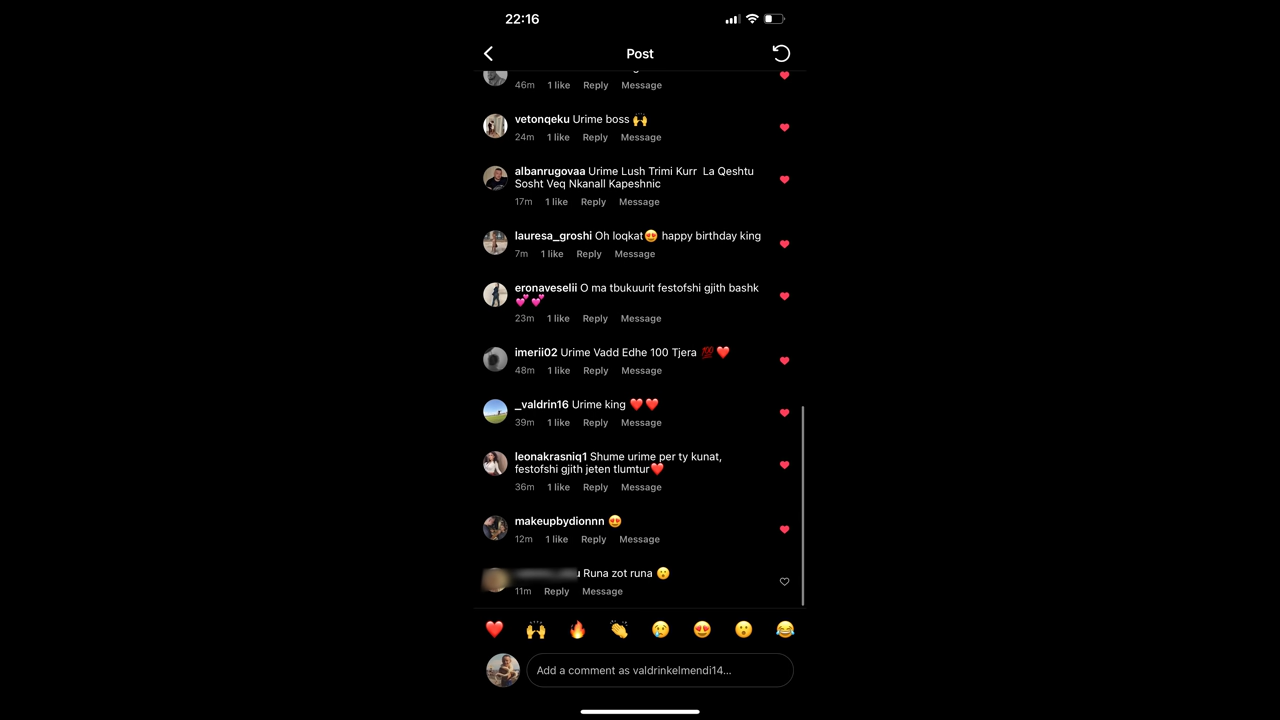 22:16
Post
46m 1 like Reply Message
vetonqeku Urime boss 🙌
24m 1 like Reply Message
albanrugovaa Urime Lush Trimi Kurr La Qeshtu
Sosht Veq Nkanall Kapeshnic
17m 1 like Reply Message
lauresa_groshi Oh loqkat😍 happy birthday king
7m 1 like Reply Message
eronaveselii O ma tbukuurit festofshi gjith bashk
💕💕
23m 1 like Reply Message
imerii02 Urime Vadd Edhe 100 Tjera 💯❤️
48m 1 like Reply Message
_valdrin16 Urime king ❤️❤️
39m 1 like Reply Message
leonakrasniq1 Shume urime per ty kunat,
festofshi gjith jeten tlumtur❤️
36m 1 like Reply Message
makeupbydionnn 😍
12m 1 like Reply Message
Runa zot runa 😮
11m Reply Message
❤️ 🙌 🔥 👏 😢 😍 😮 😂
Add a comment as valdrinkelmendi14...